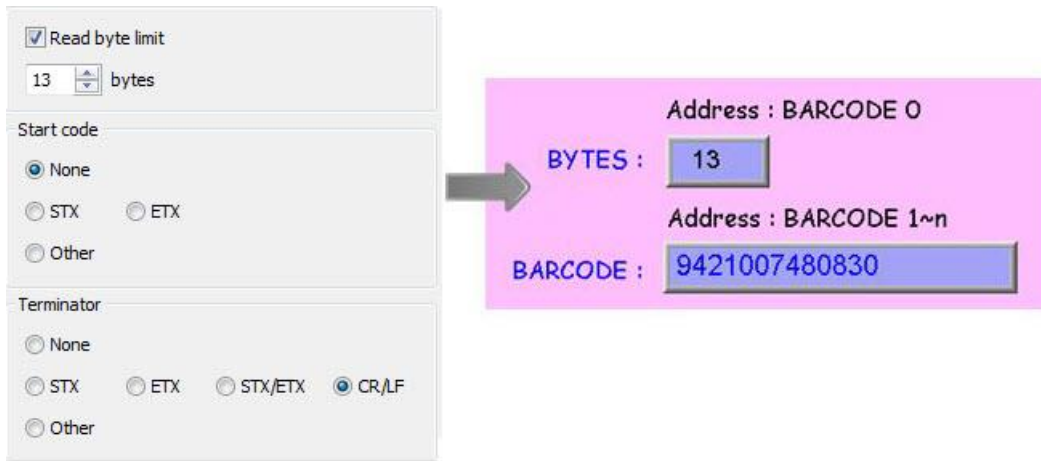 Read byte limit
13 bytes
Start code
None
STX ETX
Other
Terminator
None
STX ETX STX/ETX CR/LF
Other
Address : BARCODE 0
BYTES : 13
Address : BARCODE 1~n
BARCODE : 9421007480830